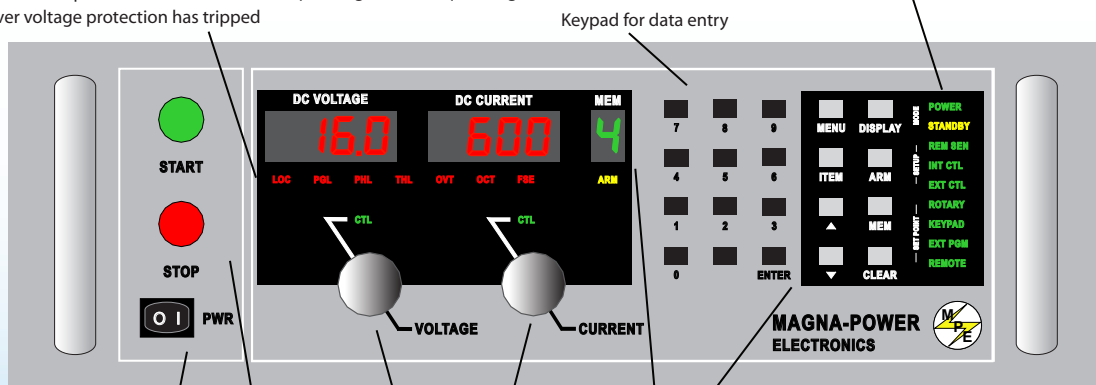 ver voltage protection has tripped
Keypad for data entry
DC VOLTAGE
DC CURRENT
MEM
16.0
600
4
LOC PGL PHL THL OVT OCT FSE
ARM
CTL
CTL
VOLTAGE
CURRENT
START
STOP
O I
PWR
7 8 9
4 5 6
1 2 3
0 ENTER
MENU DISPLAY
ITEM ARM
▲ MEM
▼ CLEAR
MODE
SETUP
SET POINT
POWER
STANDBY
REM SEN
INT CTL
EXT CTL
ROTARY
KEYPAD
EXT PGM
REMOTE
MAGNA-POWER
ELECTRONICS
M
P
E